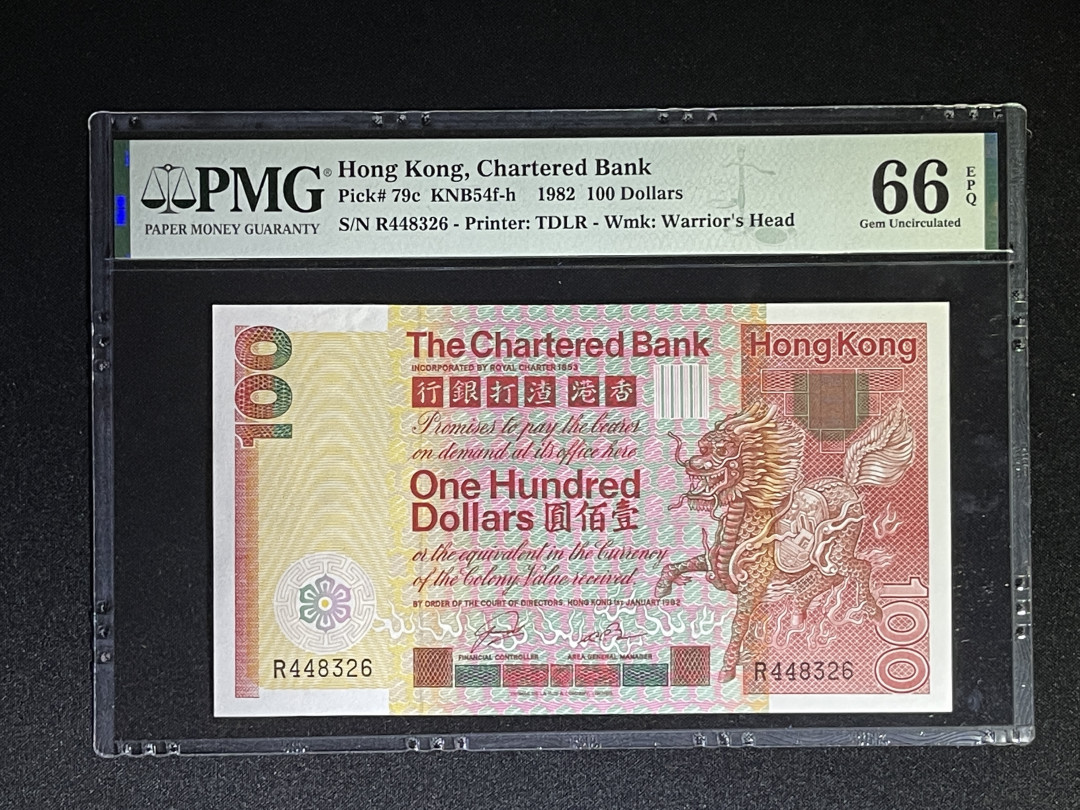 PMG®
PAPER MONEY GUARANTY
Hong Kong, Chartered Bank
Pick# 79c KNB54f-h 1982 100 Dollars
S/N R448326 - Printer: TDLR - Wmk: Warrior's Head
66 EPQ
Gem Uncirculated
100
The Chartered Bank
Hong Kong
INCORPORATED BY ROYAL CHARTER 1853
行銀打渣港香
Promises to pay the bearer
on demand at its office here
One Hundred
Dollars 圓佰壹
or the equivalent in the Currency
of the Colony Value received.
BY ORDER OF THE COURT OF DIRECTORS. HONG KONG 1ST JANUARY 1982
FINANCIAL CONTROLLER
AREA GENERAL MANAGER
R448326
R448326
100